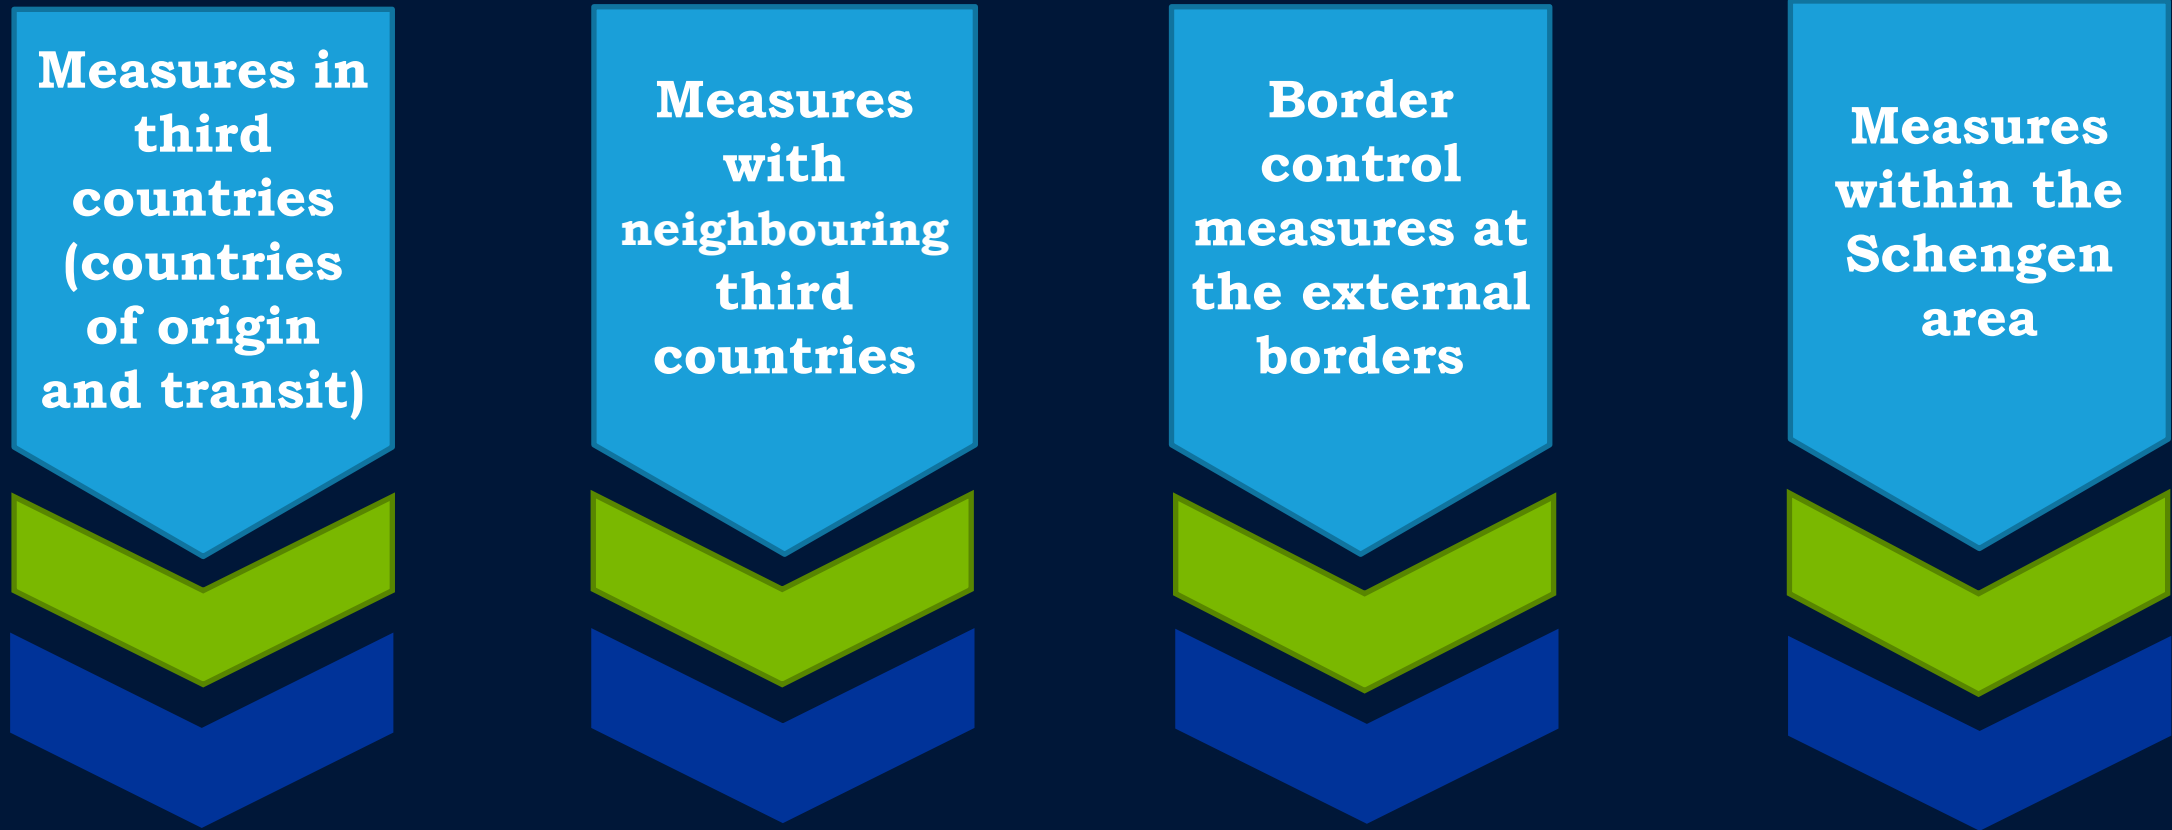 Measures in
third
countries
(countries
of origin
and transit)
Measures
with
neighbouring
third
countries
Border
control
measures at
the external
borders
Measures
within the
Schengen
area